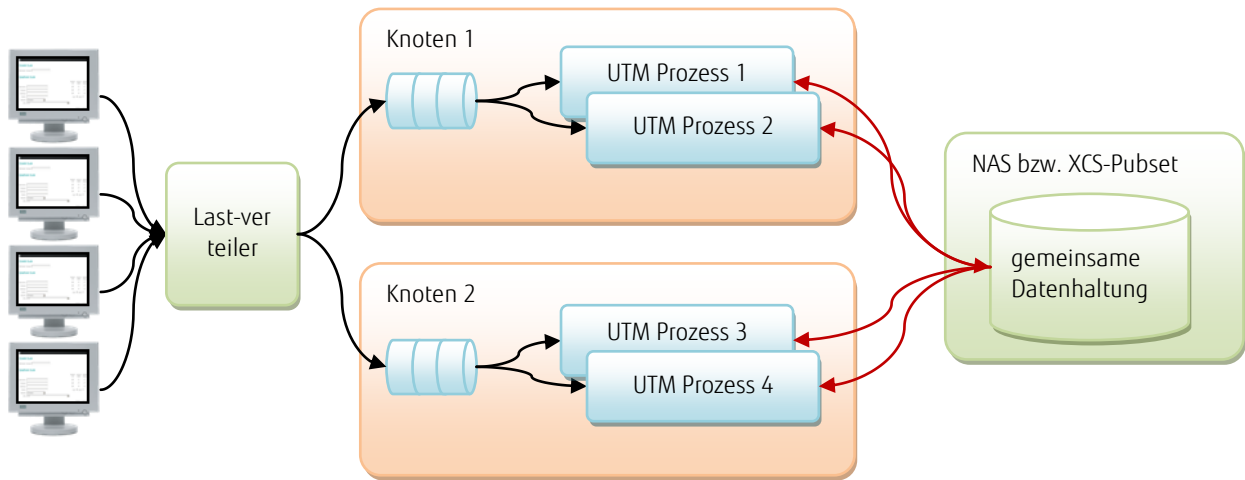 Knoten 1
UTM Prozess 1
UTM Prozess 2
Last-ver
teiler
NAS bzw. XCS-Pubset
gemeinsame
Datenhaltung
Knoten 2
UTM Prozess 3
UTM Prozess 4